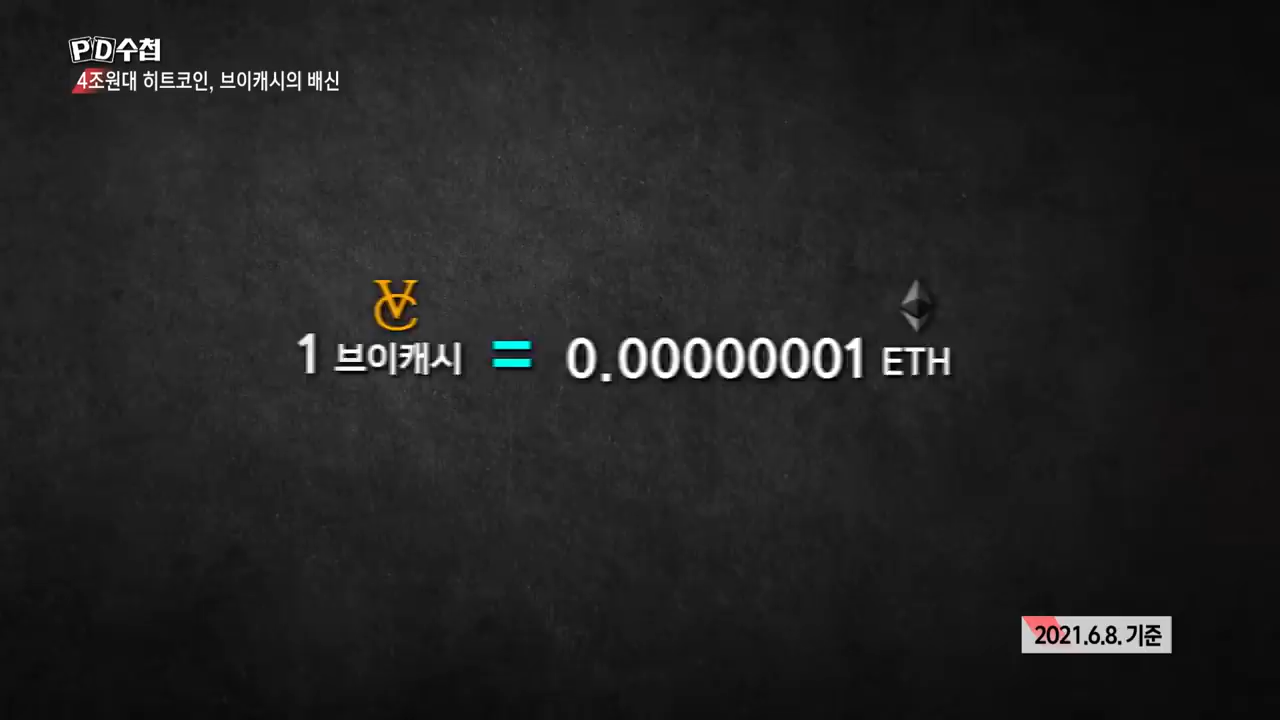 PD수첩
4조원대 히트코인, 브이캐시의 배신
VC
1 브이캐시 = 0.00000001 ETH
2021.6.8. 기준